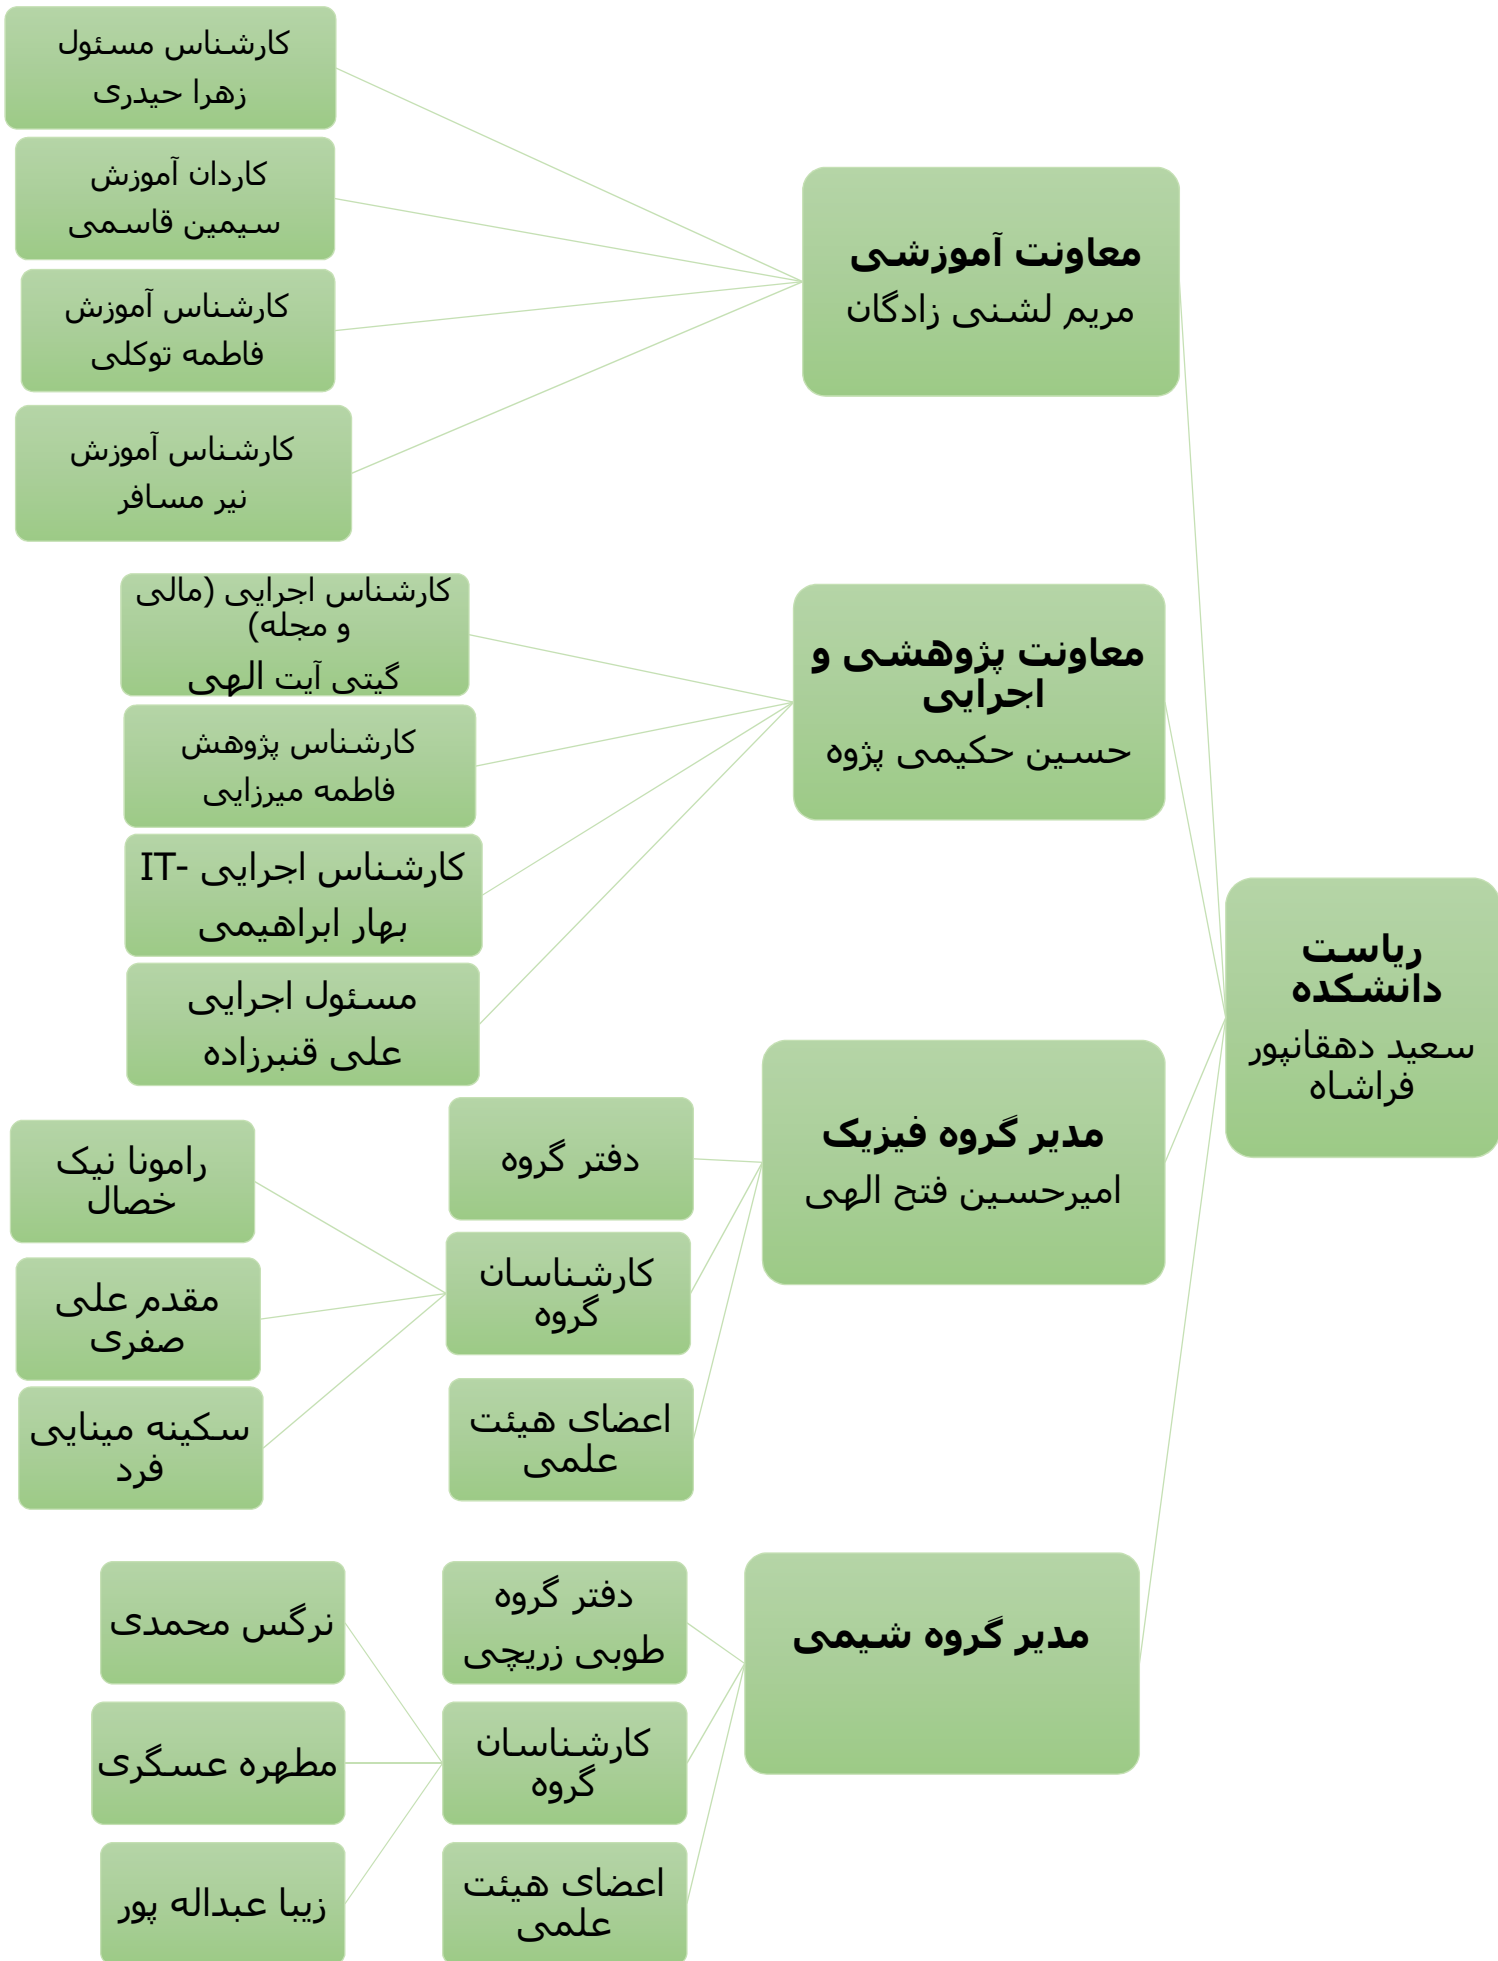 ریاست
دانشکده
سعید دهقانپور
فراشاه
معاونت آموزشی
مریم لشنی زادگان
کارشناس مسئول
زهرا حیدری
کاردان آموزش
سیمین قاسمی
کارشناس آموزش
فاطمه توکلی
کارشناس آموزش
نیر مسافر
معاونت پژوهشی و
اجرایی
حسین حکیمی پژوه
کارشناس اجرایی (مالی
و مجله)
گیتی آیت الهی
کارشناس پژوهش
فاطمه میرزایی
کارشناس اجرایی -IT
بهار ابراهیمی
مسئول اجرایی
علی قنبرزاده
مدیر گروه فیزیک
امیرحسین فتح الهی
دفتر گروه
کارشناسان
گروه
رامونا نیک
خصال
مقدم علی
صفری
سکینه مینایی
فرد
اعضای هیئت
علمی
مدیر گروه شیمی
دفتر گروه
طوبی زریچی
کارشناسان
گروه
نرگس محمدی
مطهره عسگری
زیبا عبداله پور
اعضای هیئت
علمی